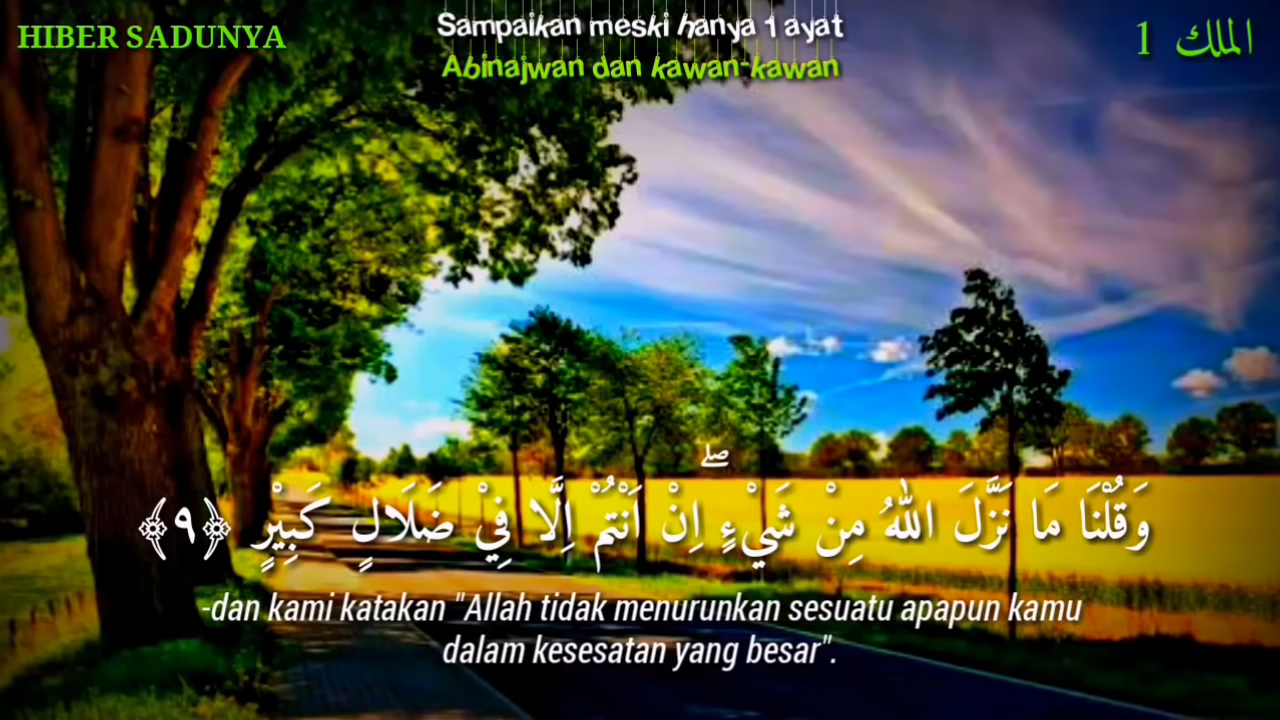 HIBER SADUNYA
Sampaikan meski hanya 1 ayat
Abinajwan dan kawan-kawan
الملك 1
وَقُلْنَا مَا نَزَّلَ اللّٰهُ مِنْ شَيْءٍ ۖ اِنْ اَنْتُمْ اِلَّا فِيْ ضَلَالٍ كَبِيْرٍ ﴿٩﴾
-dan kami katakan "Allah tidak menurunkan sesuatu apapun kamu
dalam kesesatan yang besar".